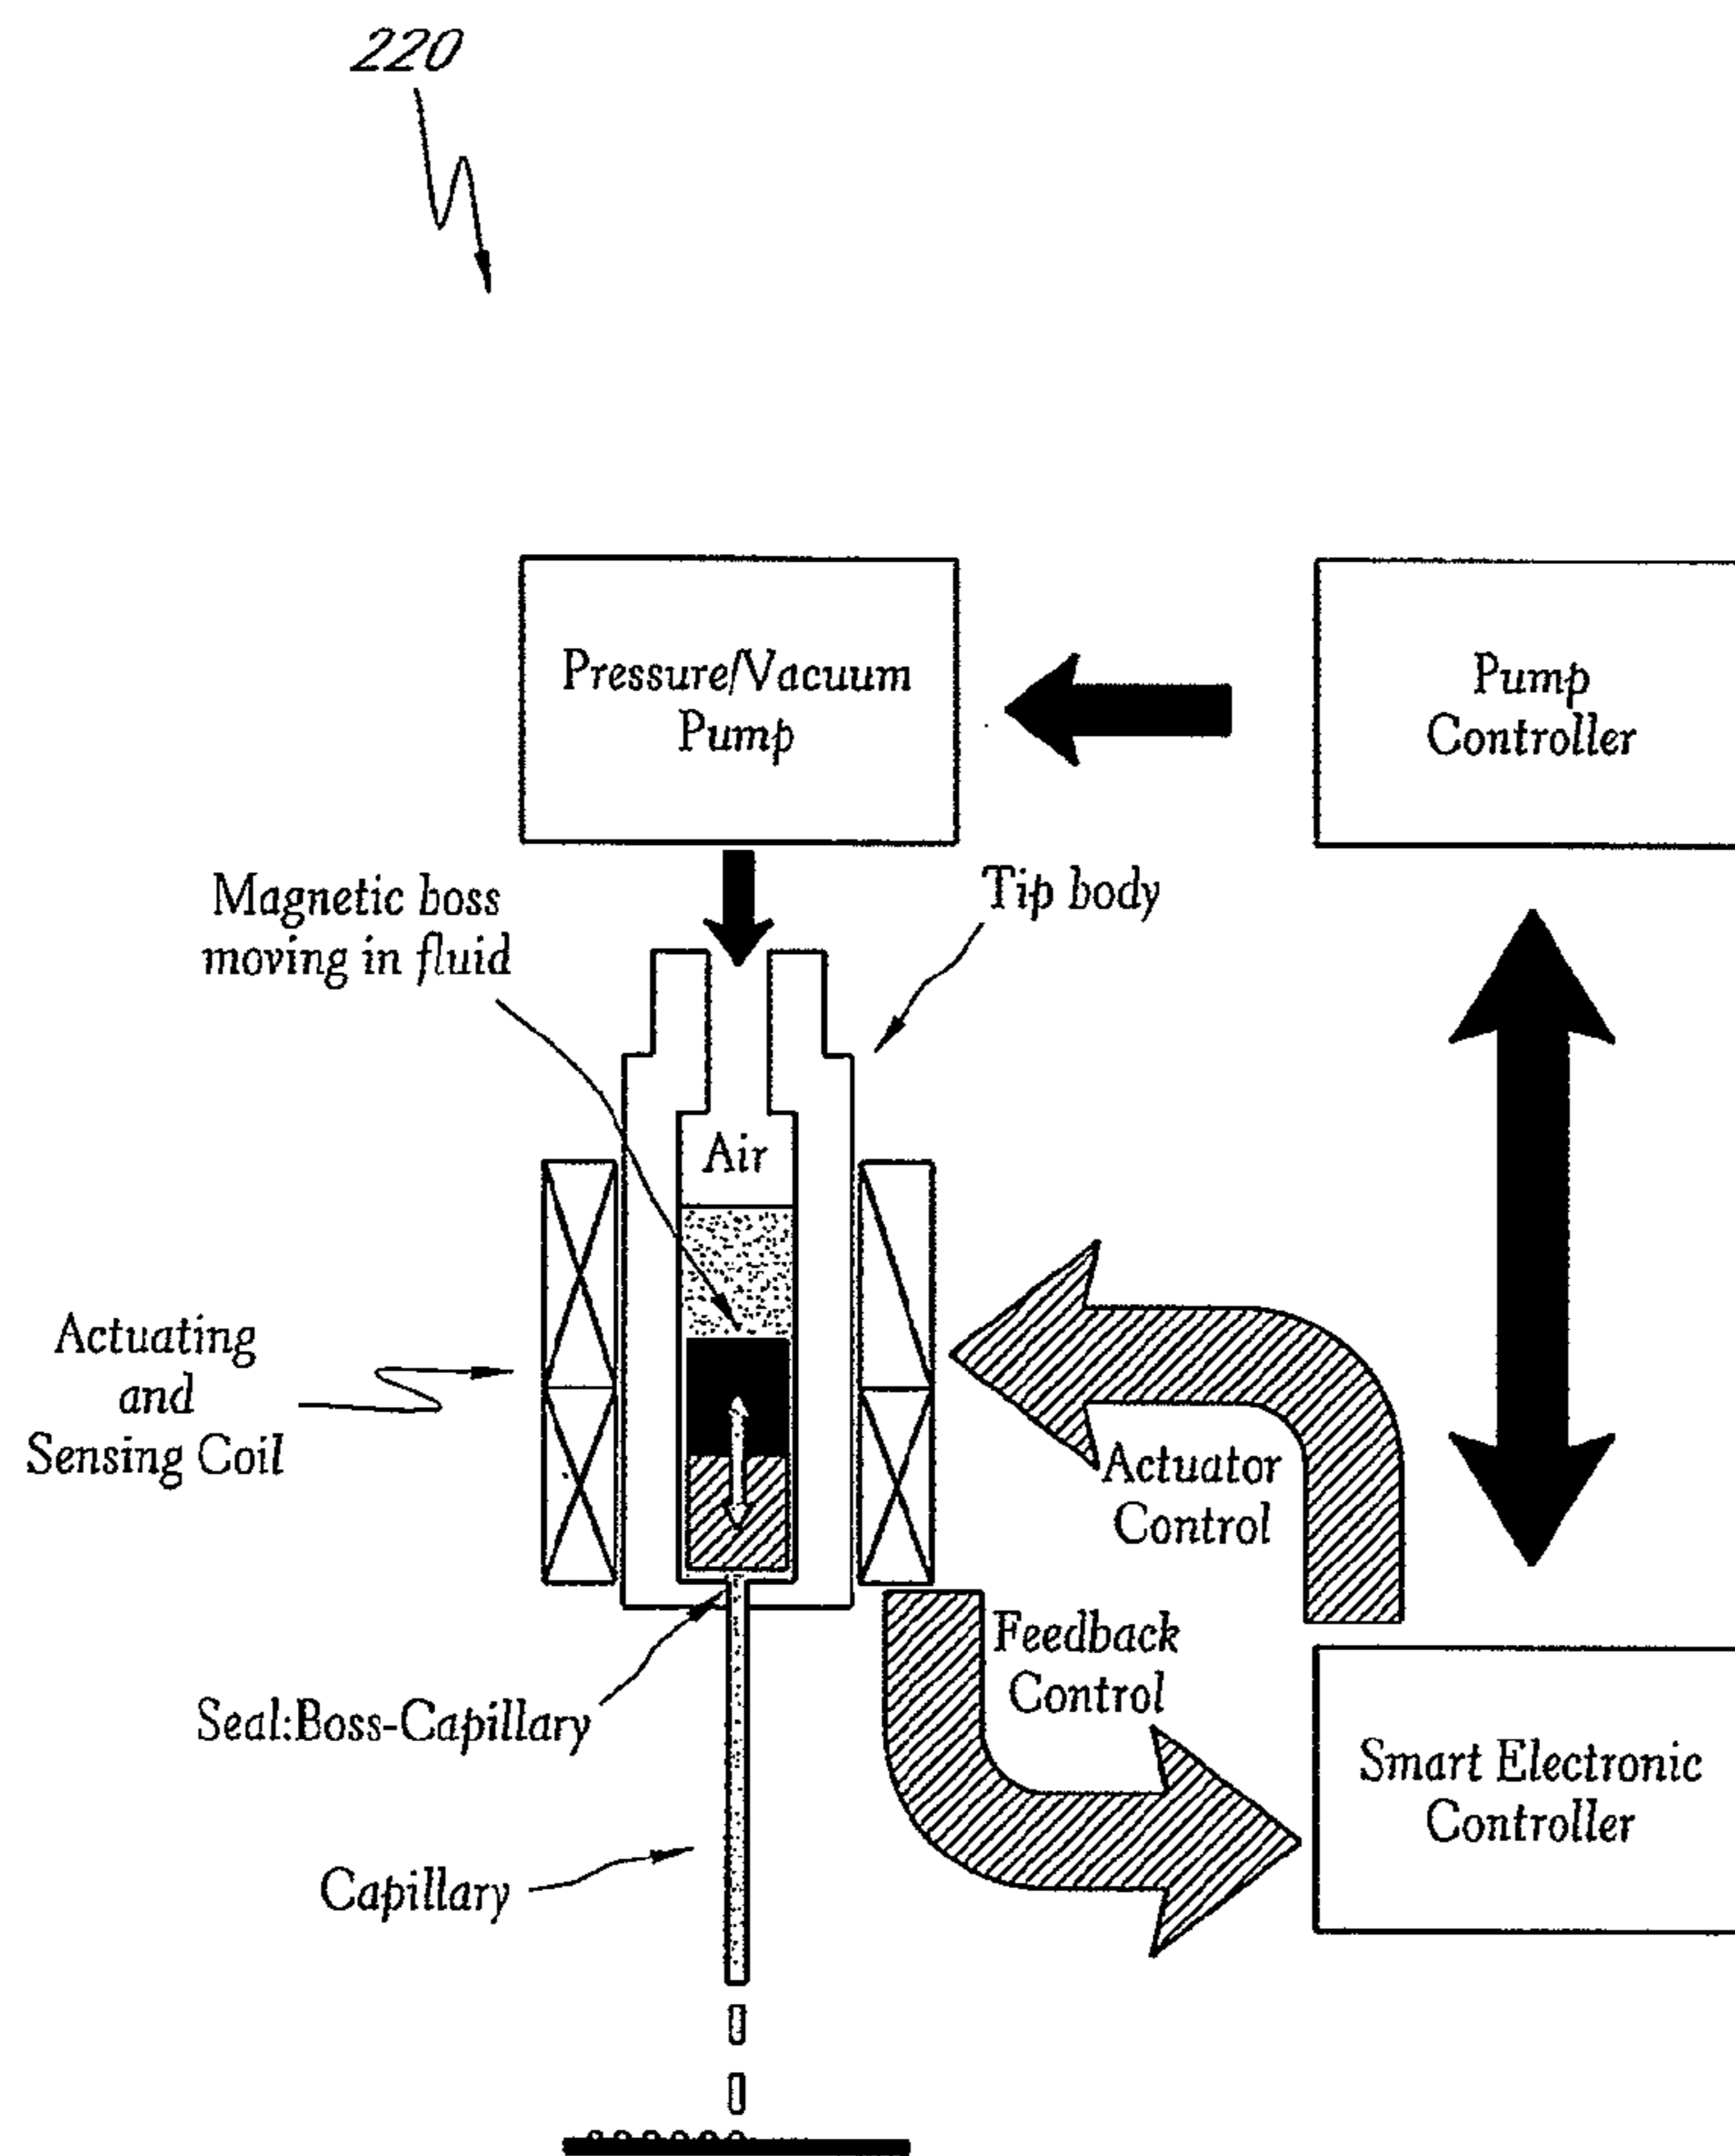 220
Pressure/Vacuum
Pump
Pump
Controller
Magnetic boss
moving in fluid
Tip body
Air
Actuating
and
Sensing Coil
Actuator
Control
Feedback
Control
Seal:Boss-Capillary
Smart Electronic
Controller
Capillary